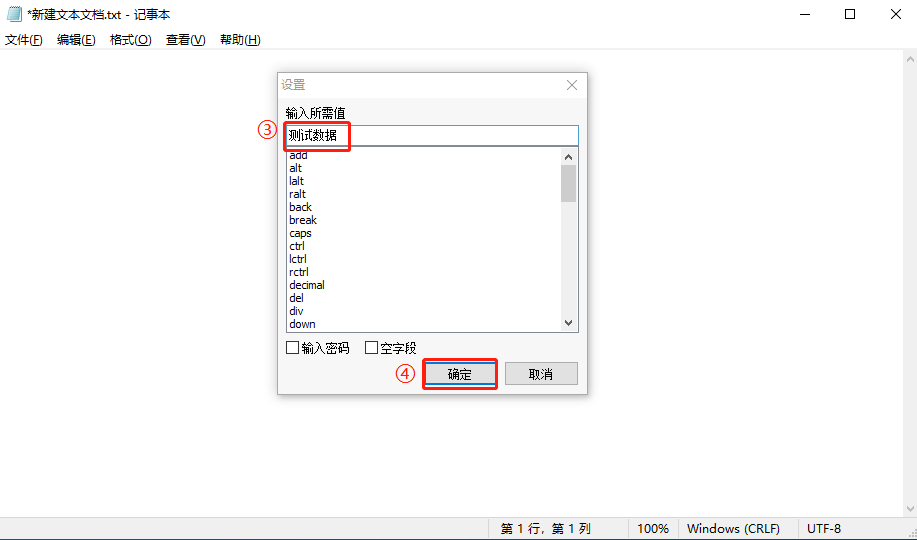 *新建文本文档.txt - 记事本
文件(F) 编辑(E) 格式(O) 查看(V) 帮助(H)
设置
输入所需值
③ 测试数据
add
alt
lalt
ralt
back
break
caps
ctrl
lctrl
rctrl
decimal
del
div
down
输入密码 空字段
④ 确定 取消
第 1 行，第 1 列 100% Windows (CRLF) UTF-8